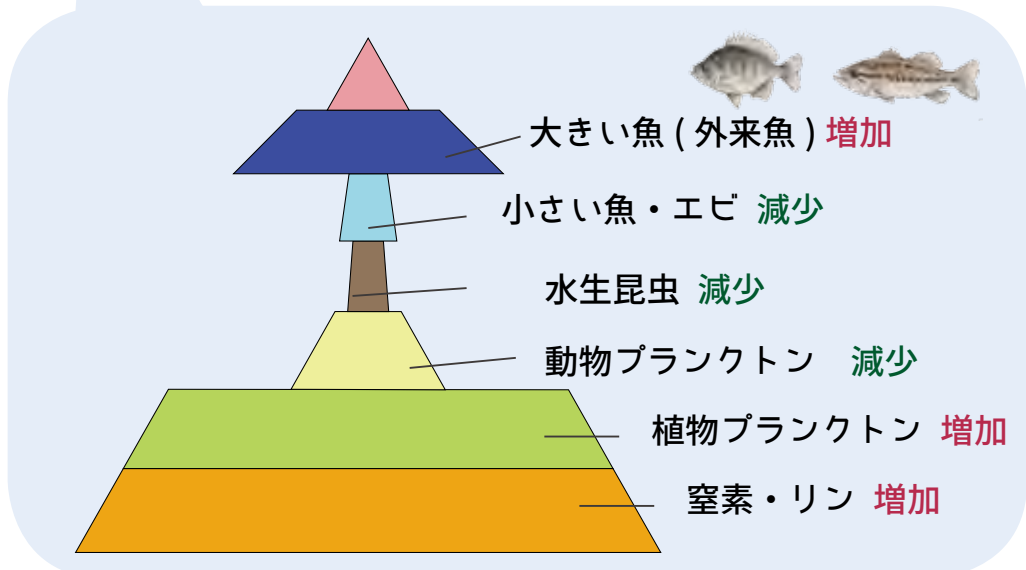 大きい魚 ( 外来魚 ) 増加
小さい魚・エビ 減少
水生昆虫 減少
動物プランクトン 減少
植物プランクトン 増加
窒素・リン 増加